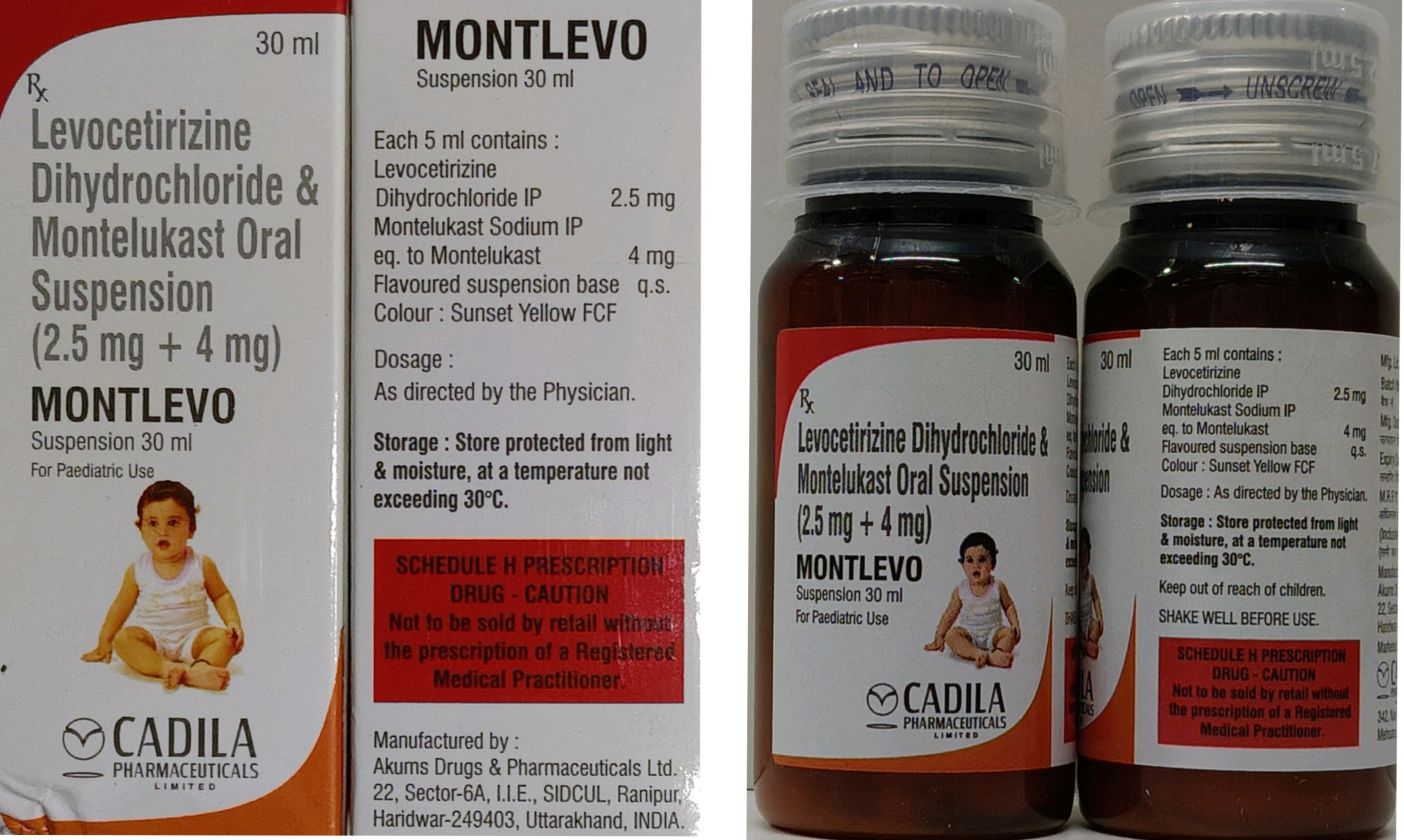 30 ml
Rx
Levocetirizine
Dihydrochloride &
Montelukast Oral
Suspension
(2.5 mg + 4 mg)
MONTLEVO
Suspension 30 ml
For Paediatric Use
CADILA
PHARMACEUTICALS
LIMITED
MONTLEVO
Suspension 30 ml
Each 5 ml contains :
Levocetirizine
Dihydrochloride IP 2.5 mg
Montelukast Sodium IP
eq. to Montelukast 4 mg
Flavoured suspension base q.s.
Colour : Sunset Yellow FCF
Dosage :
As directed by the Physician.
Storage : Store protected from light
& moisture, at a temperature not
exceeding 30°C.
SCHEDULE H PRESCRIPTION
DRUG - CAUTION
Not to be sold by retail without
the prescription of a Registered
Medical Practitioner.
Manufactured by :
Akums Drugs & Pharmaceuticals Ltd.
22, Sector-6A, I.I.E., SIDCUL, Ranipur,
Haridwar-249403, Uttarakhand, INDIA.
AND TO OPEN
30 ml
Rx
Levocetirizine Dihydrochloride &
Montelukast Oral Suspension
(2.5 mg + 4 mg)
MONTLEVO
Suspension 30 ml
For Paediatric Use
CADILA
PHARMACEUTICALS
LIMITED
OPEN UNSCREW
30 ml
Each 5 ml contains :
Levocetirizine
Dihydrochloride IP 2.5 mg
Montelukast Sodium IP
eq. to Montelukast 4 mg
Flavoured suspension base q.s.
Colour : Sunset Yellow FCF
Dosage : As directed by the Physician.
Storage : Store protected from light
& moisture, at a temperature not
exceeding 30°C.
Keep out of reach of children.
SHAKE WELL BEFORE USE.
SCHEDULE H PRESCRIPTION
DRUG - CAUTION
Not to be sold by retail without
the prescription of a Registered
Medical Practitioner.